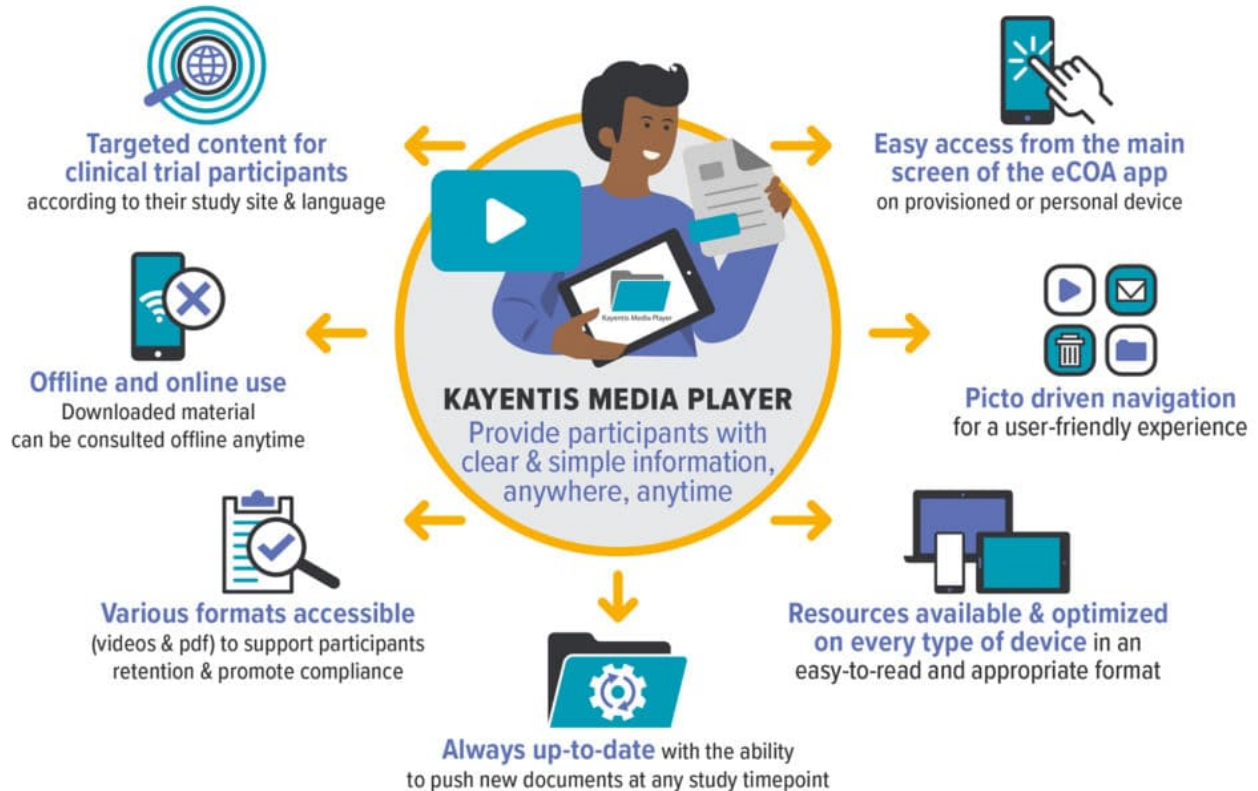 Targeted content for
clinical trial participants
according to their study site & language
Easy access from the main
screen of the eCOA app
on provisioned or personal device
Offline and online use
Downloaded material
can be consulted offline anytime
Kayentis Media Player
KAYENTIS MEDIA PLAYER
Provide participants with
clear & simple information,
anywhere, anytime
Picto driven navigation
for a user-friendly experience
Various formats accessible
(videos & pdf) to support participants
retention & promote compliance
Resources available & optimized
on every type of device in an
easy-to-read and appropriate format
Always up-to-date with the ability
to push new documents at any study timepoint